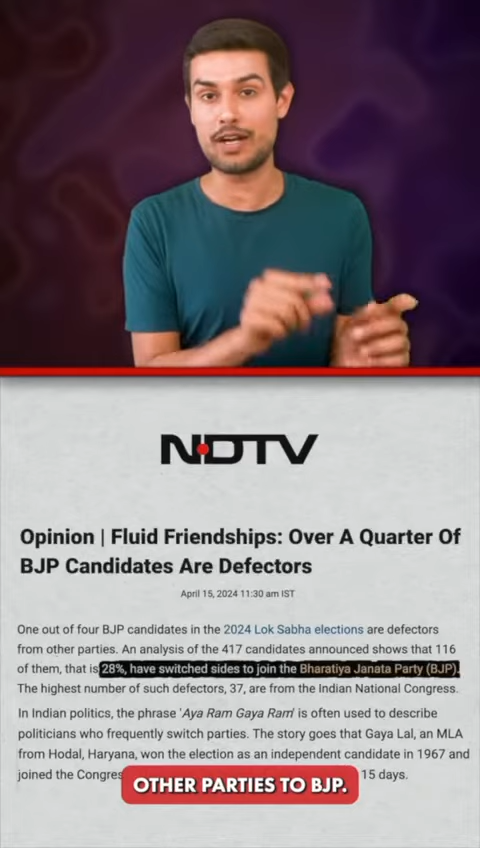 NDTV
Opinion | Fluid Friendships: Over A Quarter Of
BJP Candidates Are Defectors
April 15, 2024 11:30 am IST
One out of four BJP candidates in the 2024 Lok Sabha elections are defectors
from other parties. An analysis of the 417 candidates announced shows that 116
of them, that is 28%, have switched sides to join the Bharatiya Janata Party (BJP).
The highest number of such defectors, 37, are from the Indian National Congress.
In Indian politics, the phrase 'Aya Ram Gaya Ram' is often used to describe
politicians who frequently switch parties. The story goes that Gaya Lal, an MLA
from Hodal, Haryana, won the election as an independent candidate in 1967 and
joined the Congres 15 days.
OTHER PARTIES TO BJP.